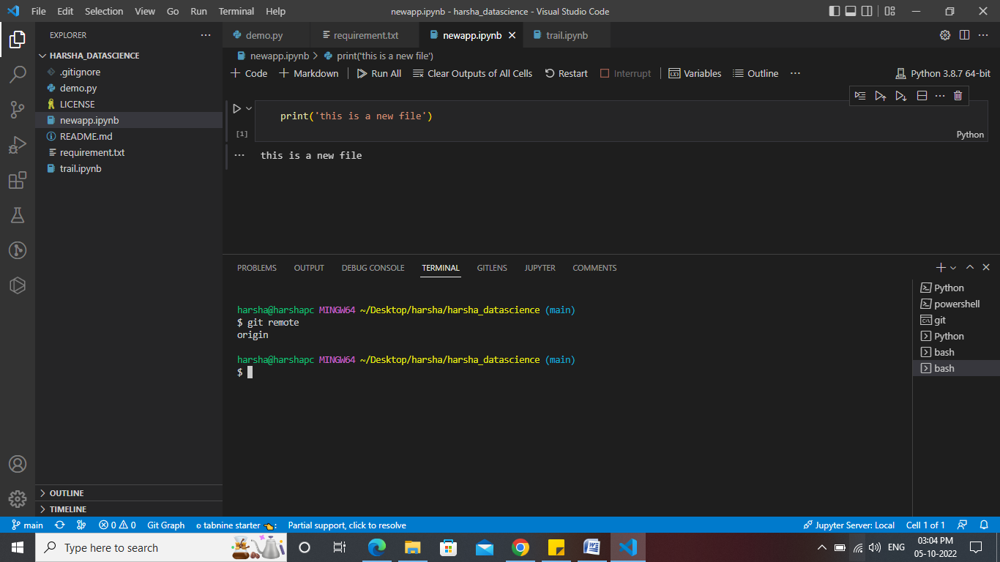 File Edit Selection View Go Run Terminal Help
newapp.ipynb - harsha_datascience - Visual Studio Code
EXPLORER
HARSHA_DATASCIENCE
.gitignore
demo.py
LICENSE
newapp.ipynb
README.md
requirement.txt
trail.ipynb
OUTLINE
TIMELINE
demo.py requirement.txt newapp.ipynb trail.ipynb
newapp.ipynb > print('this is a new file')
+ Code + Markdown Run All Clear Outputs of All Cells Restart Interrupt Variables Outline ... Python 3.8.7 64-bit
print('this is a new file')
[1]
Python
this is a new file
PROBLEMS OUTPUT DEBUG CONSOLE TERMINAL GITLENS JUPYTER COMMENTS
harsha@harshapc MINGW64 ~/Desktop/harsha/harsha_datascience (main)
$ git remote
origin
harsha@harshapc MINGW64 ~/Desktop/harsha/harsha_datascience (main)
$
Python
powershell
git
Python
bash
bash
main 0 0 Git Graph tabnine starter Partial support, click to resolve Jupyter Server: Local Cell 1 of 1
Type here to search
ENG
03:04 PM
05-10-2022